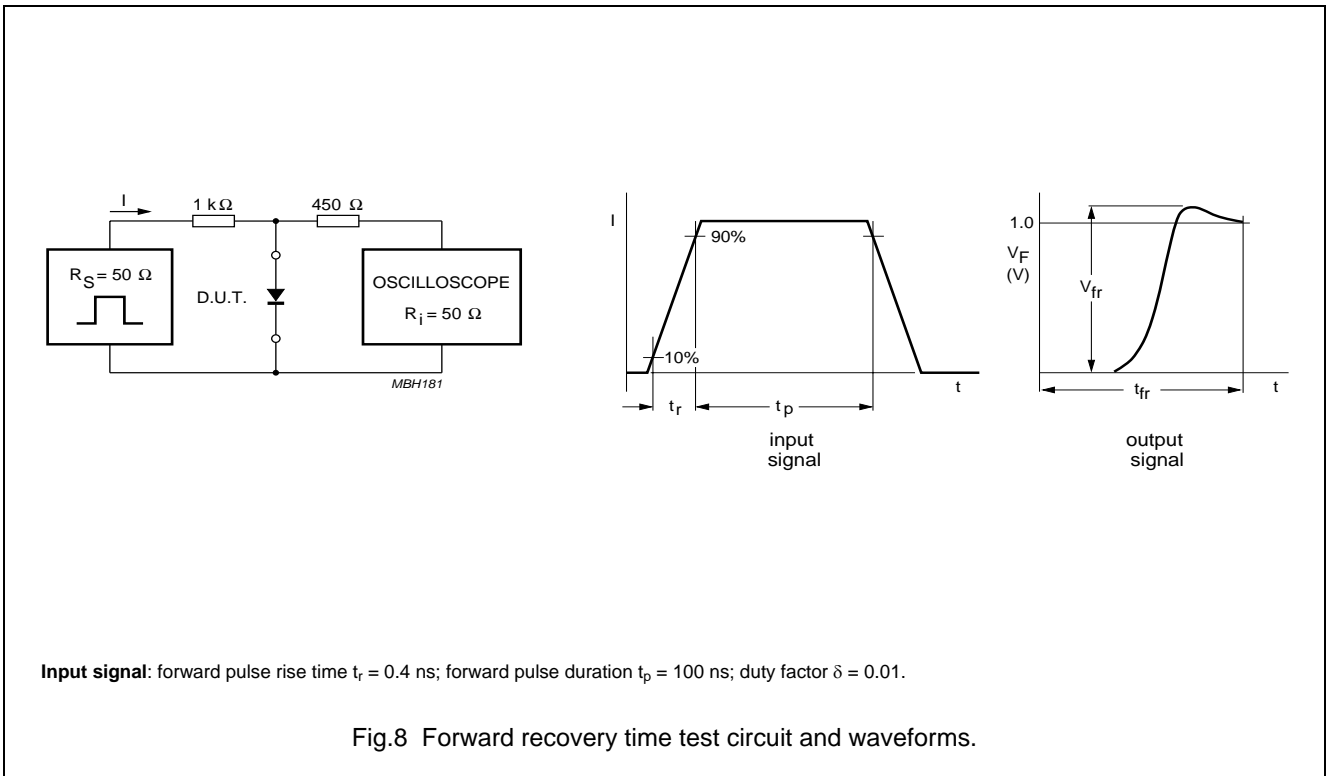 I
1 kΩ
450 Ω
R_S = 50 Ω
D.U.T.
OSCILLOSCOPE
R_i = 50 Ω
MBH181
I
90%
10%
t
t_r
t_p
input
signal
1.0
V_F
(V)
V_fr
t_fr
t
output
signal
Input signal: forward pulse rise time t_r = 0.4 ns; forward pulse duration t_p = 100 ns; duty factor δ = 0.01.
Fig.8 Forward recovery time test circuit and waveforms.